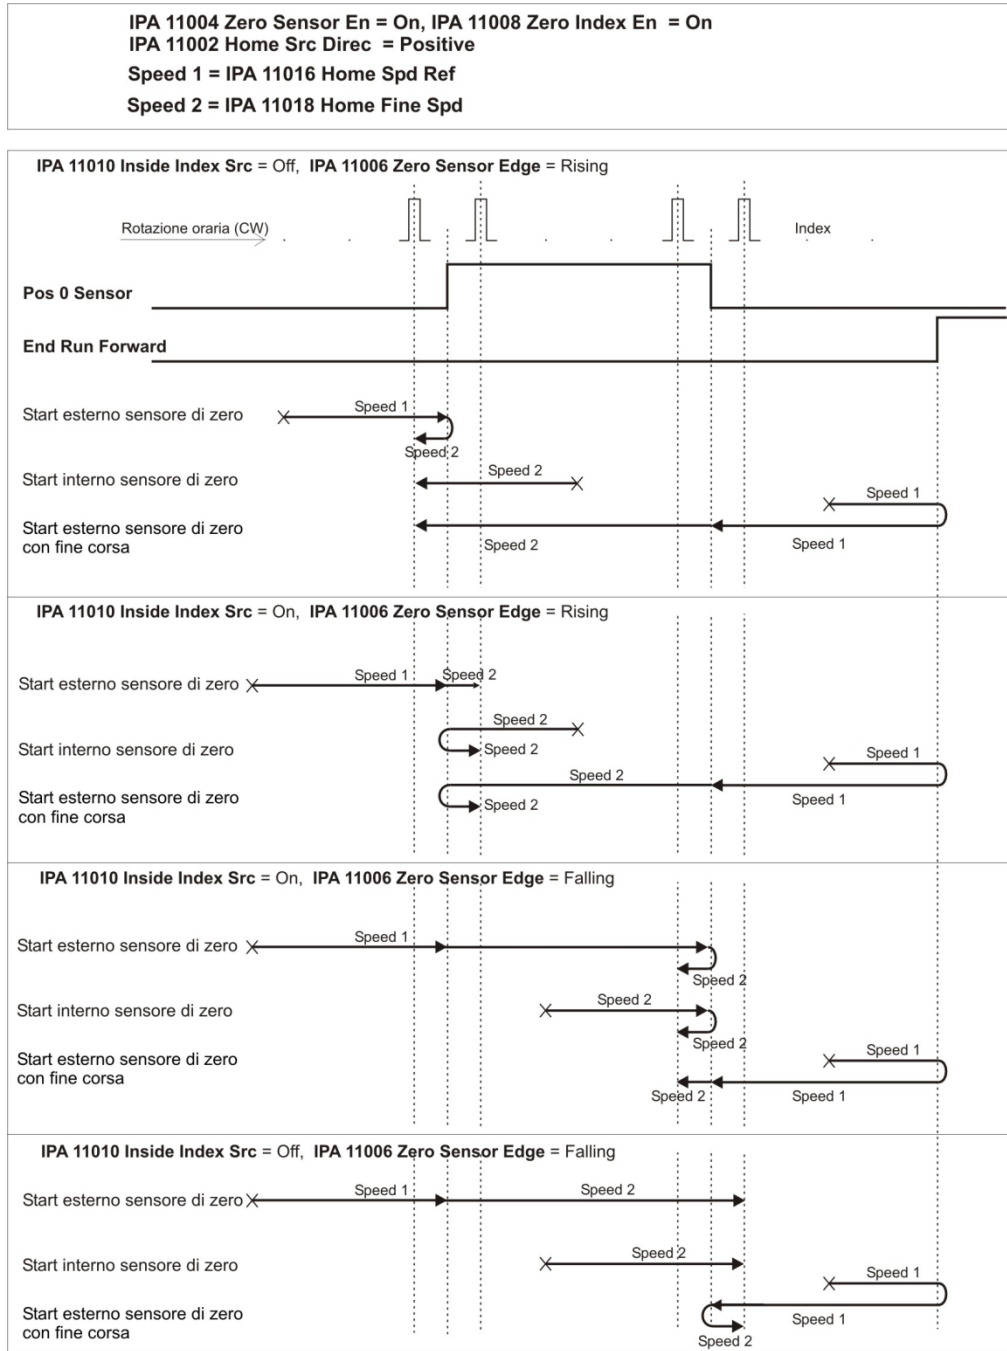 IPA 11004 Zero Sensor En = On, IPA 11008 Zero Index En = On
IPA 11002 Home Src Direc = Positive
Speed 1 = IPA 11016 Home Spd Ref
Speed 2 = IPA 11018 Home Fine Spd
IPA 11010 Inside Index Src = Off, IPA 11006 Zero Sensor Edge = Rising
Rotazione oraria (CW)
Index
Pos 0 Sensor
End Run Forward
Start esterno sensore di zero
Speed 1
Speed 2
Start interno sensore di zero
Speed 2
Speed 1
Start esterno sensore di zero
con fine corsa
Speed 2
Speed 1
IPA 11010 Inside Index Src = On, IPA 11006 Zero Sensor Edge = Rising
Start esterno sensore di zero
Speed 1
Speed 2
Speed 2
Start interno sensore di zero
Speed 2
Speed 1
Speed 2
Start esterno sensore di zero
con fine corsa
Speed 2
Speed 1
IPA 11010 Inside Index Src = On, IPA 11006 Zero Sensor Edge = Falling
Start esterno sensore di zero
Speed 1
Speed 2
Start interno sensore di zero
Speed 2
Speed 2
Start esterno sensore di zero
con fine corsa
Speed 1
Speed 2
Speed 1
IPA 11010 Inside Index Src = Off, IPA 11006 Zero Sensor Edge = Falling
Start esterno sensore di zero
Speed 1
Speed 2
Start interno sensore di zero
Speed 2
Speed 1
Start esterno sensore di zero
con fine corsa
Speed 1
Speed 2